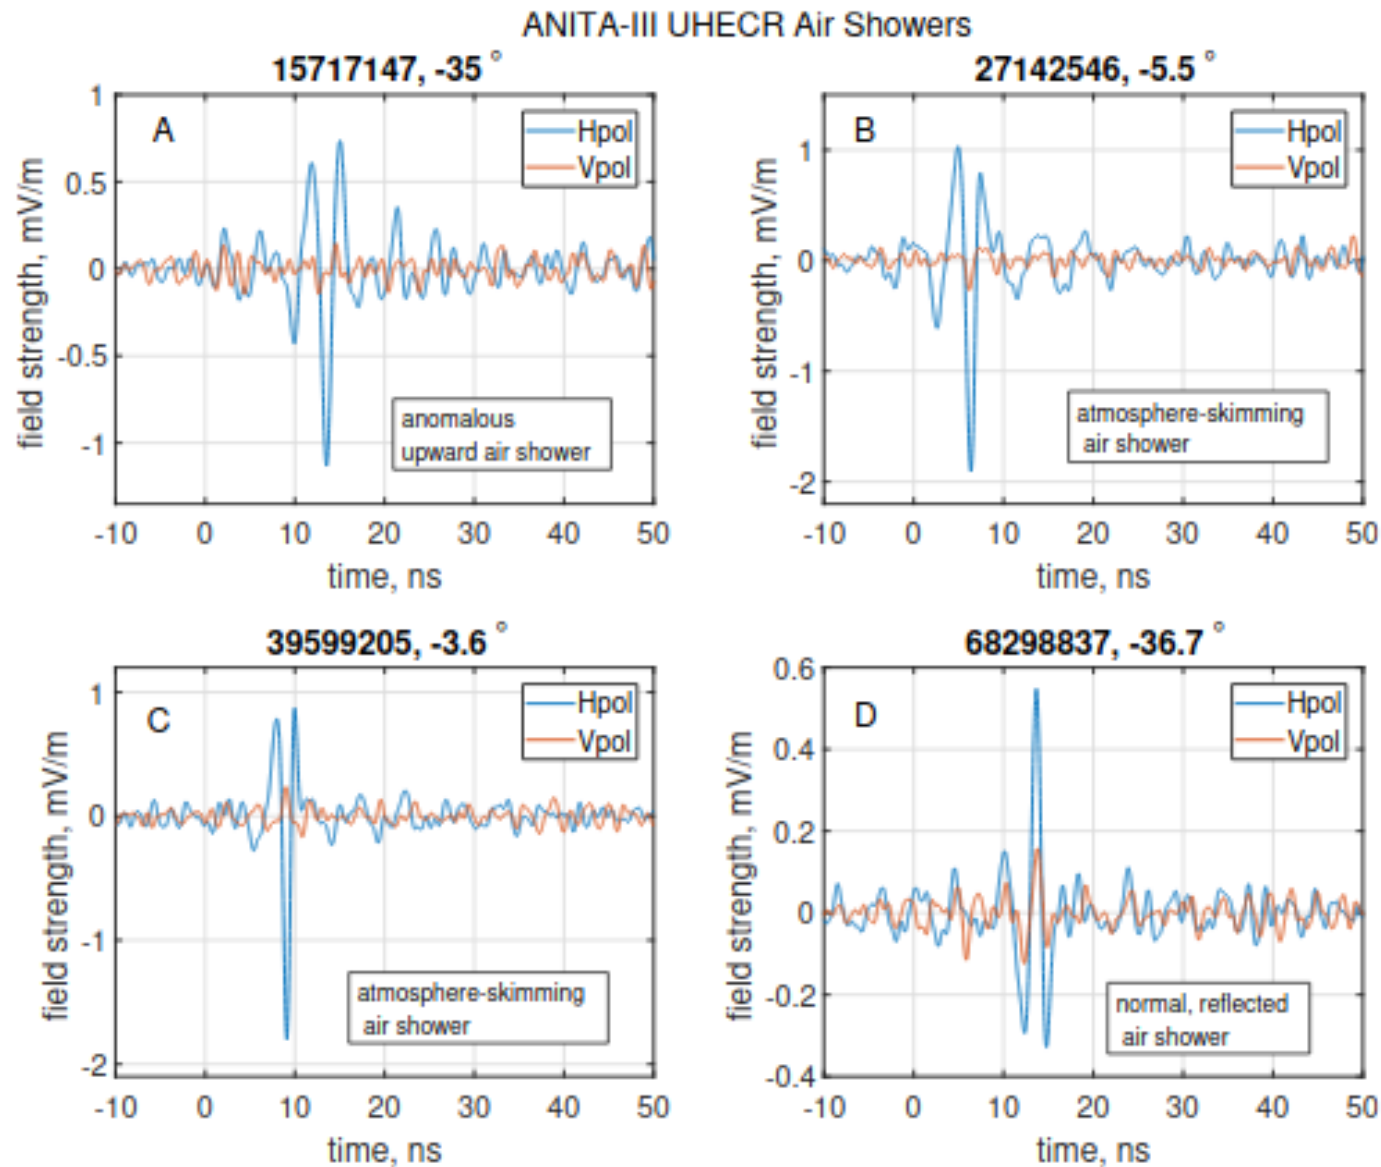 ANITA-III UHECR Air Showers
15717147, -35 °
A
Hpol
Vpol
1
0.5
0
-0.5
-1
field strength, mV/m
anomalous
upward air shower
-10 0 10 20 30 40 50
time, ns
27142546, -5.5 °
B
Hpol
Vpol
1
0
-1
-2
field strength, mV/m
atmosphere-skimming
air shower
-10 0 10 20 30 40 50
time, ns
39599205, -3.6 °
C
Hpol
Vpol
1
0
-1
-2
field strength, mV/m
atmosphere-skimming
air shower
-10 0 10 20 30 40 50
time, ns
68298837, -36.7 °
D
Hpol
Vpol
0.6
0.4
0.2
0
-0.2
-0.4
field strength, mV/m
normal, reflected
air shower
-10 0 10 20 30 40 50
time, ns